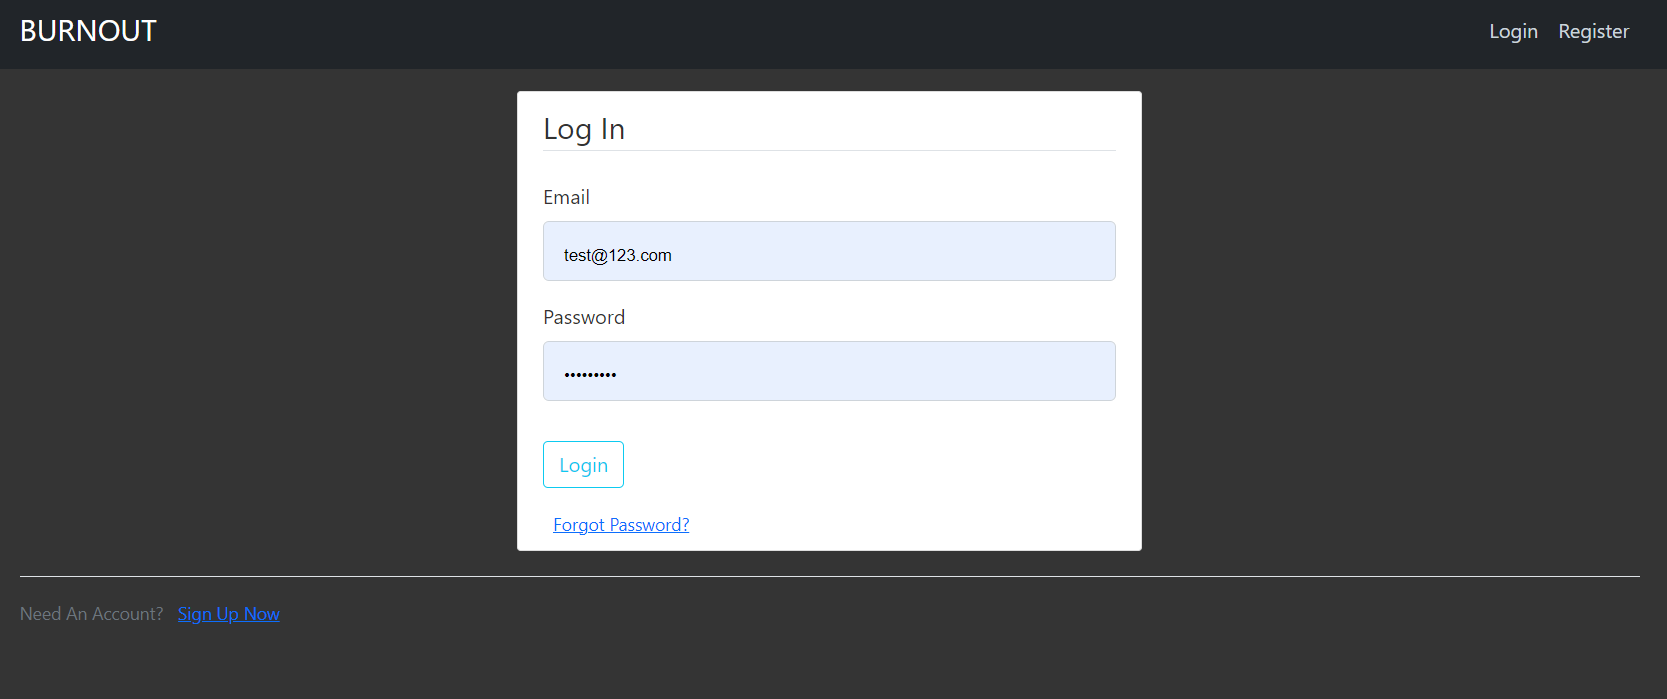 BURNOUT
Login Register
Log In
Email
test@123.com
Password
•••••••••
Login
Forgot Password?
Need An Account? Sign Up Now